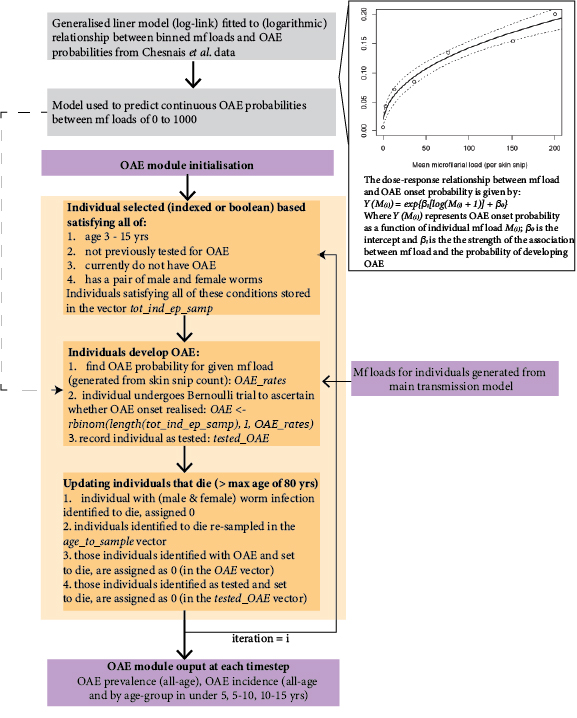 Generalised liner model (log-link) fitted to (logarithmic)
relationship between binned mf loads and OAE
probabilities from Chesnais et al. data
Model used to predict continuous OAE probabilities
between mf loads of 0 to 1000
0.20
0.15
0.10
0.05
0.00
0
50
100
150
200
Mean microfilarial load (per skin snip)
The dose-response relationship between mf load
and OAE onset probability is given by:
Y (M(i)) = exp{β1[log(M(i) + 1)] + β0}
Where Y (M(i)) represents OAE onset probability
as a function of individual mf load M(i); β0 is the
intercept and β1 is the the strength of the association
between mf load and the probability of developing
OAE
OAE module initialisation
Individual selected (indexed or boolean) based
satisfying all of:
1. age 3 - 15 yrs
2. not previously tested for OAE
3. currently do not have OAE
4. has a pair of male and female worms
Individuals satisfying all of these conditions stored
in the vector tot_ind_ep_samp
Individuals develop OAE:
1. find OAE probability for given mf load
(generated from skin snip count): OAE_rates
2. individual undergoes Bernoulli trial to ascertain
whether OAE onset realised: OAE <-
rbinom(length(tot_ind_ep_samp), 1, OAE_rates)
3. record individual as tested: tested_OAE
Mf loads for individuals generated from
main transmission model
Updating individuals that die (> max age of 80 yrs)
1. individual with (male & female) worm infection
identified to die, assigned 0
2. individuals identified to die re-sampled in the
age_to_sample vector
3. those individuals identified with OAE and set
to die, are assigned as 0 (in the OAE vector)
4. those individuals identified as tested and set
to die, are assigned as 0 (in the tested_OAE vector)
iteration = i
OAE module ouput at each timestep
OAE prevalence (all-age), OAE incidence (all-age
and by age-group in under 5, 5-10, 10-15 yrs)